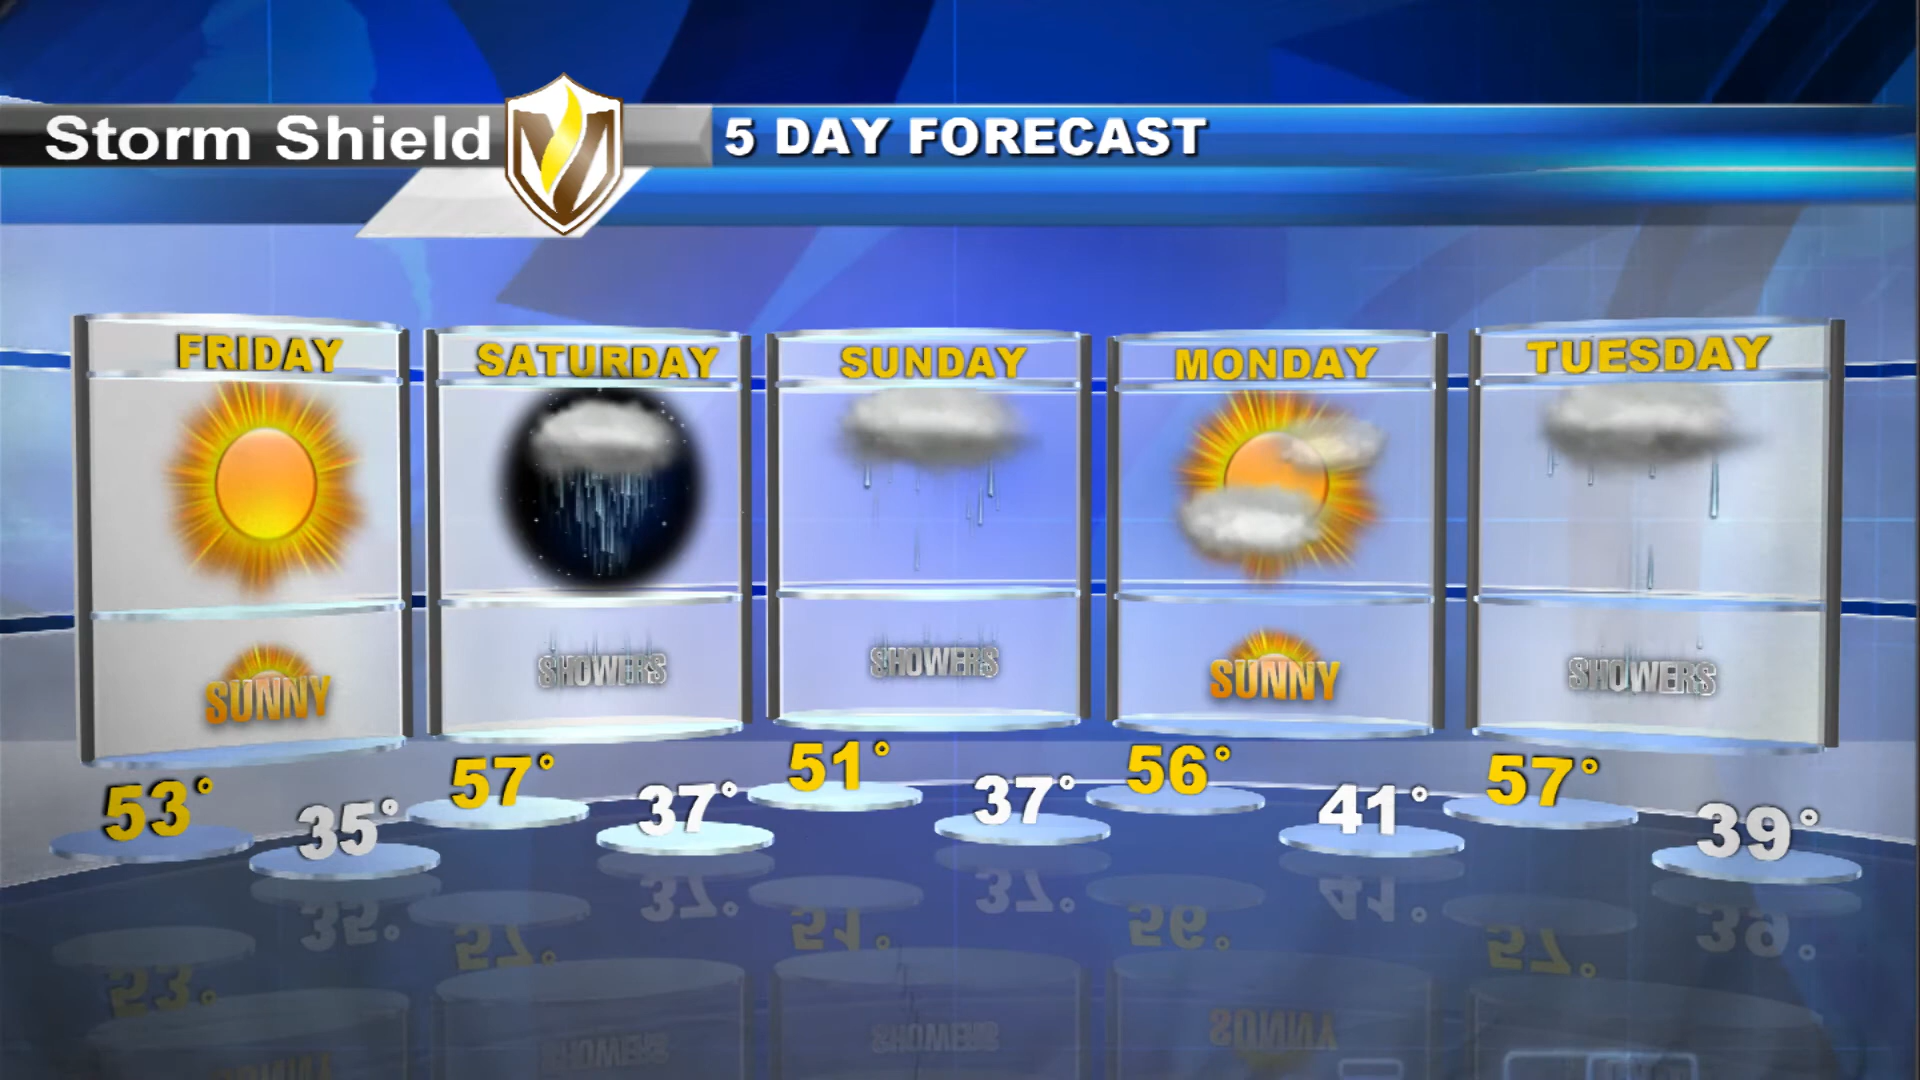 Storm Shield
5 DAY FORECAST
FRIDAY
SATURDAY
SUNDAY
MONDAY
TUESDAY
SUNNY
SHOWERS
SHOWERS
SUNNY
SHOWERS
53° 35° 57° 37° 51° 37° 56° 41° 57° 39°